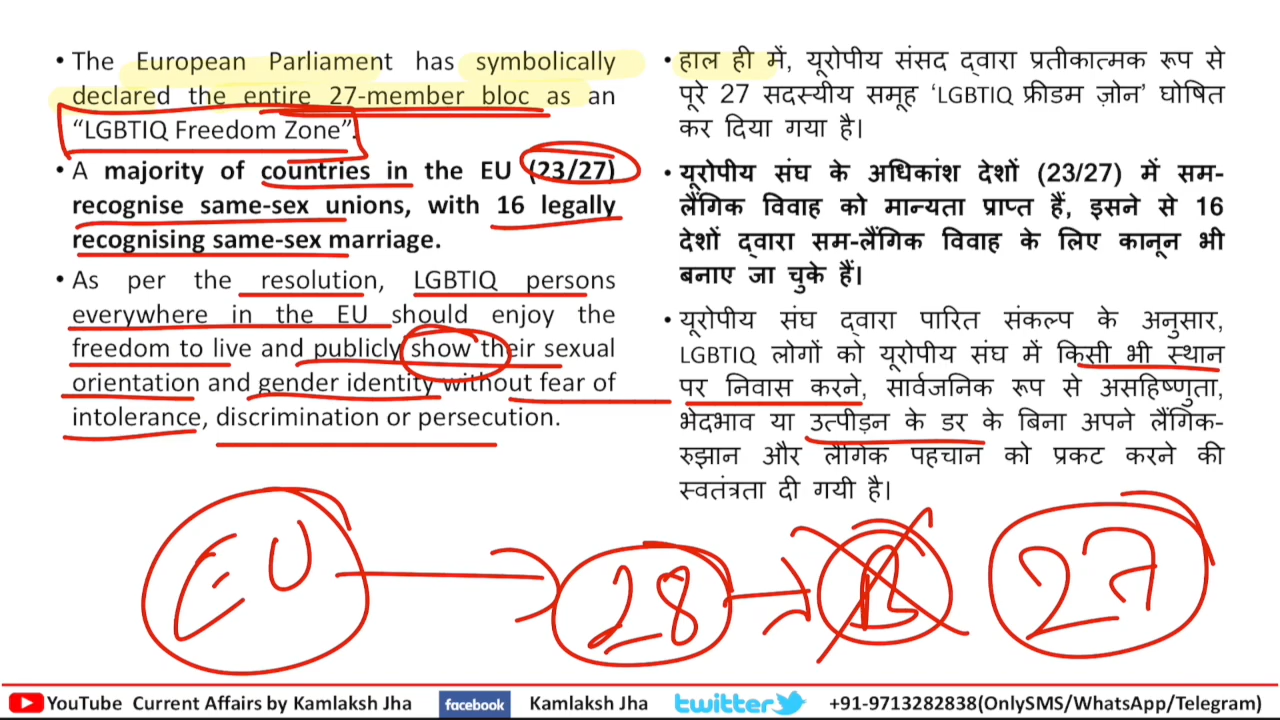 • The European Parliament has symbolically
declared the entire 27-member bloc as an
“LGBTIQ Freedom Zone”.
• A majority of countries in the EU (23/27)
recognise same-sex unions, with 16 legally
recognising same-sex marriage.
• As per the resolution, LGBTIQ persons
everywhere in the EU should enjoy the
freedom to live and publicly show their sexual
orientation and gender identity without fear of
intolerance, discrimination or persecution.
• हाल ही में, यूरोपीय संसद द्वारा प्रतीकात्मक रूप से
पूरे 27 सदस्यीय समूह ‘LGBTIQ फ्रीडम ज़ोन’ घोषित
कर दिया गया है।
• यूरोपीय संघ के अधिकांश देशों (23/27) में सम-
लैंगिक विवाह को मान्यता प्राप्त हैं, इसने से 16
देशों द्वारा सम-लैंगिक विवाह के लिए कानून भी
बनाए जा चुके हैं।
• यूरोपीय संघ द्वारा पारित संकल्प के अनुसार,
LGBTIQ लोगों को यूरोपीय संघ में किसी भी स्थान
पर निवास करने, सार्वजनिक रूप से असहिष्णुता,
भेदभाव या उत्पीड़न के डर के बिना अपने लैंगिक-
रुझान और लैंगिक पहचान को प्रकट करने की
स्वतंत्रता दी गयी है।
EU 28 B 27
YouTube Current Affairs by Kamlaksh Jha facebook Kamlaksh Jha twitter +91-9713282838(OnlySMS/WhatsApp/Telegram)